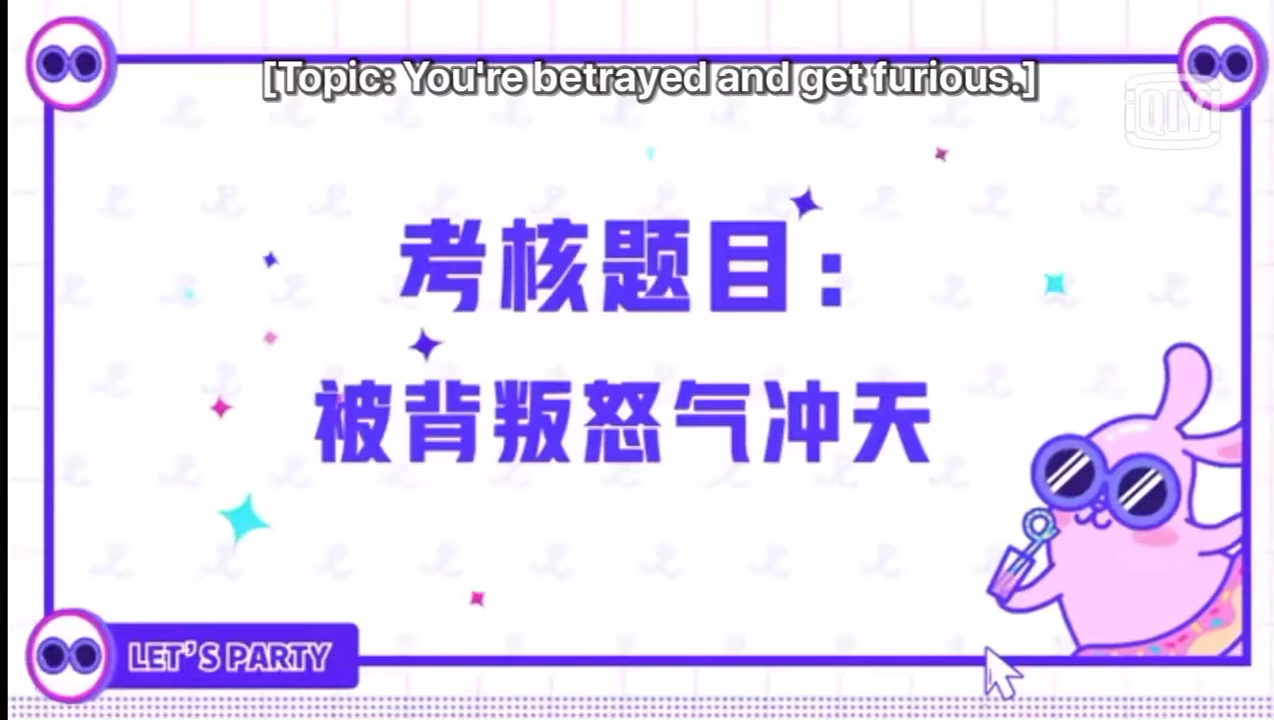 [Topic: You're betrayed and get furious.]
iQIYI
考核题目：
被背叛怒气冲天
LET'S PARTY